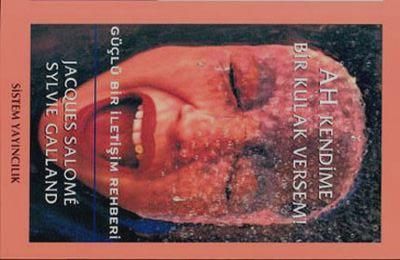 AH KENDİME
BİR KULAK VERSEM!
GÜÇLÜ BİR İLETİŞİM REHBERİ
JACQUES SALOMÉ
SYLVIE GALLAND
SİSTEM YAYINCILIK